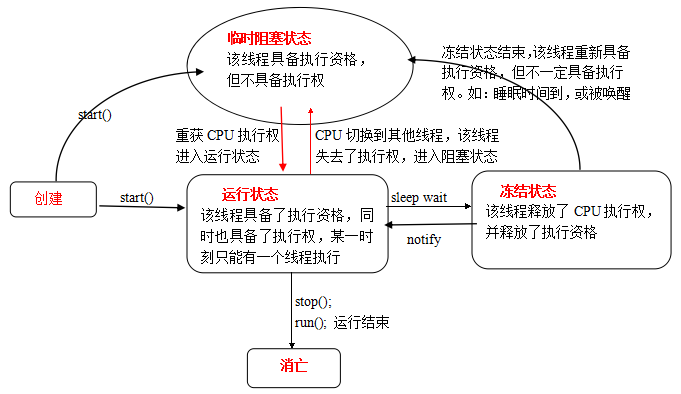 临时阻塞状态
该线程具备执行资格，
但不具备执行权
冻结状态结束，该线程重新具备
执行资格，但不一定具备执行
权。如：睡眠时间到，或被唤醒
start()
重获 CPU 执行权
进入运行状态
CPU 切换到其他线程，该线程
失去了执行权，进入阻塞状态
创建
start()
运行状态
该线程具备了执行资格，同
时也具备了执行权，某一时
刻只能有一个线程执行
sleep wait
notify
冻结状态
该线程释放了 CPU 执行权，
并释放了执行资格
stop();
run(); 运行结束
消亡